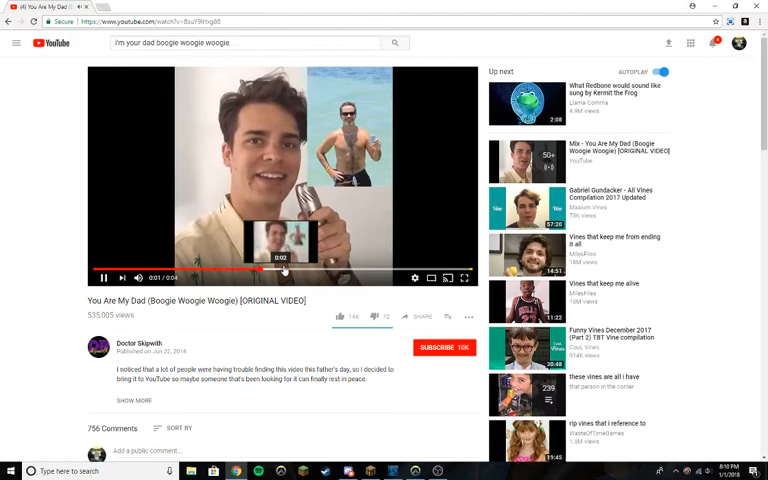 (4) You Are My Dad (
Secure
https://www.youtube.com/watch?v=
YouTube
i'm your dad boogie woogie woogie
4
Up next
AUTOPLAY
What Redbone would sound like
sung by Kermit the Frog
Llama Comma
4.9M views
2:08
Mix - You Are My Dad (Boogie
Woogie Woogie) [ORIGINAL VIDEO]
YouTube
50+
Gabriel Gundacker - All Vines
Compilation 2017 Updated
Maxium Vines
73K views
57:28
Vines that keep me from ending
it all
MilesFiles
18M views
14:51
Vines that keep me alive
MilesFiles
10M views
11:22
Funny Vines December 2017
(Part 2) TBT Vine compilation
CooL Vines
914K views
30:48
these vines are all i have
that person in the corner
239
rip vines that i reference to
WasteOfTimeGames
1.3M views
19:45
0:02
0:01 / 0:04
You Are My Dad (Boogie Woogie Woogie) [ORIGINAL VIDEO]
535,005 views
14K
72
SHARE
Doctor Skipwith
Published on Jun 22, 2016
SUBSCRIBE 10K
I noticed that a lot of people were having trouble finding this video this father's day, so I decided to
bring it to YouTube so maybe someone that's been looking for it can finally rest in peace.
SHOW MORE
756 Comments
SORT BY
Add a public comment...
Type here to search
8:10 PM
1/1/2018